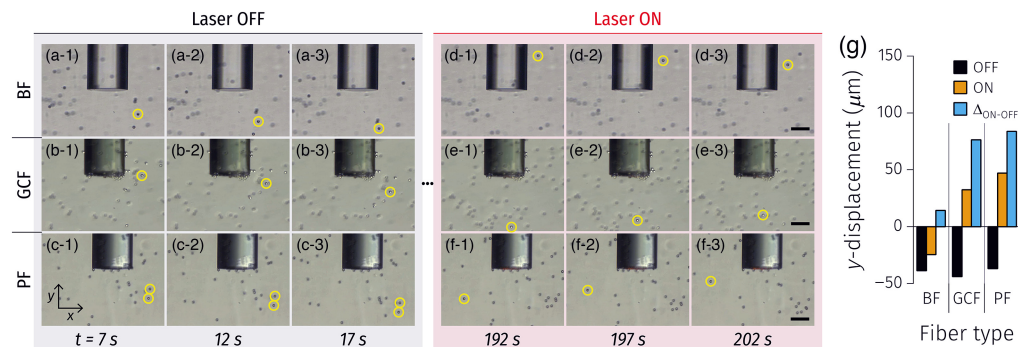 Laser OFF
Laser ON
BF
(a-1)
(a-2)
(a-3)
(d-1)
(d-2)
(d-3)
GCF
(b-1)
(b-2)
(b-3)
...
(e-1)
(e-2)
(e-3)
PF
(c-1)
(c-2)
(c-3)
(f-1)
(f-2)
(f-3)
y
x
t = 7 s
12 s
17 s
192 s
197 s
202 s
(g)
y-displacement (μm)
150
100
50
0
−50
OFF
ON
Δ_ON-OFF
BF
GCF
PF
Fiber type